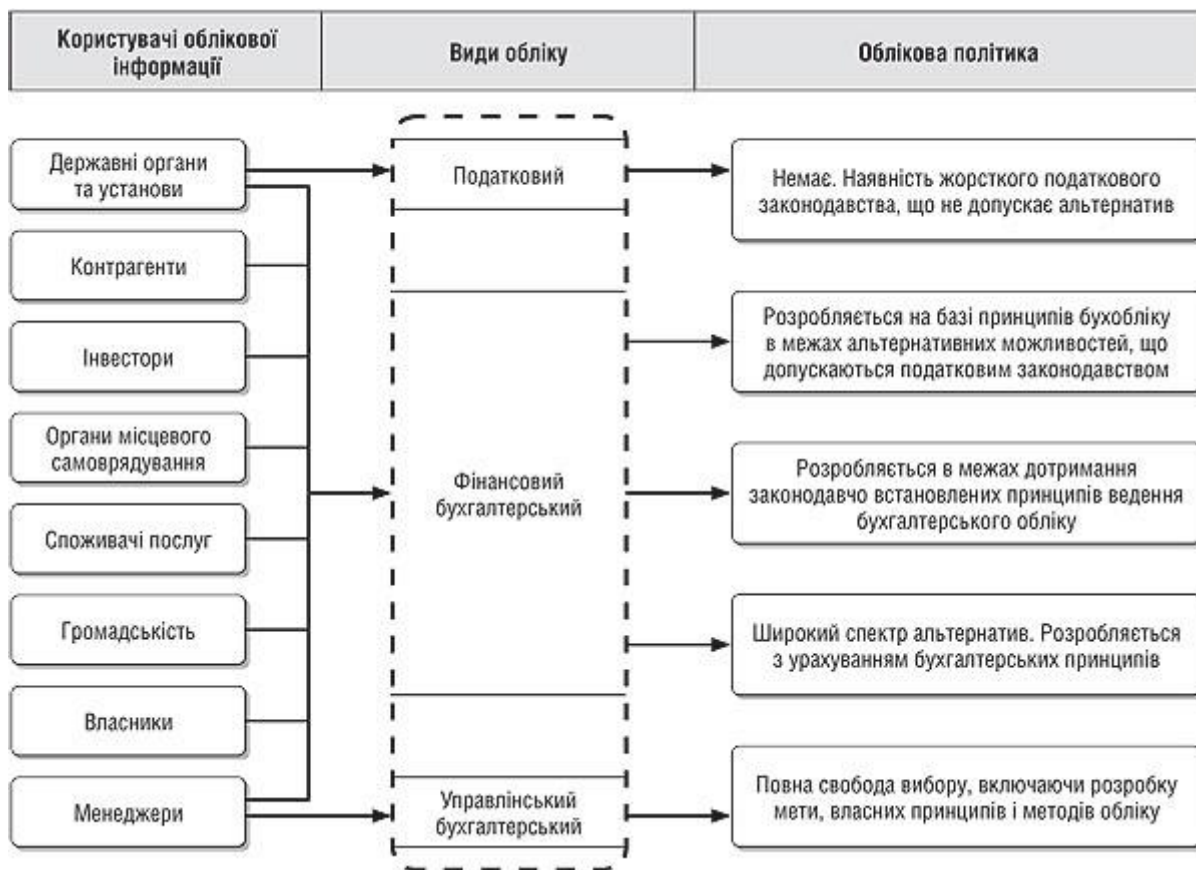 Користувачі облікової
інформації
Види обліку
Облікова політика
Державні органи
та установи
Контрагенти
Інвестори
Органи місцевого
самоврядування
Споживачі послуг
Громадськість
Власники
Менеджери
Податковий
Фінансовий
бухгалтерський
Управлінський
бухгалтерський
Немає. Наявність жорсткого податкового
законодавства, що не допускає альтернатив
Розробляється на базі принципів бухобліку
в межах альтернативних можливостей, що
допускаються податковим законодавством
Розробляється в межах дотримання
законодавчо встановлених принципів ведення
бухгалтерського обліку
Широкий спектр альтернатив. Розробляється
з урахуванням бухгалтерських принципів
Повна свобода вибору, включаючи розробку
мети, власних принципів і методів обліку